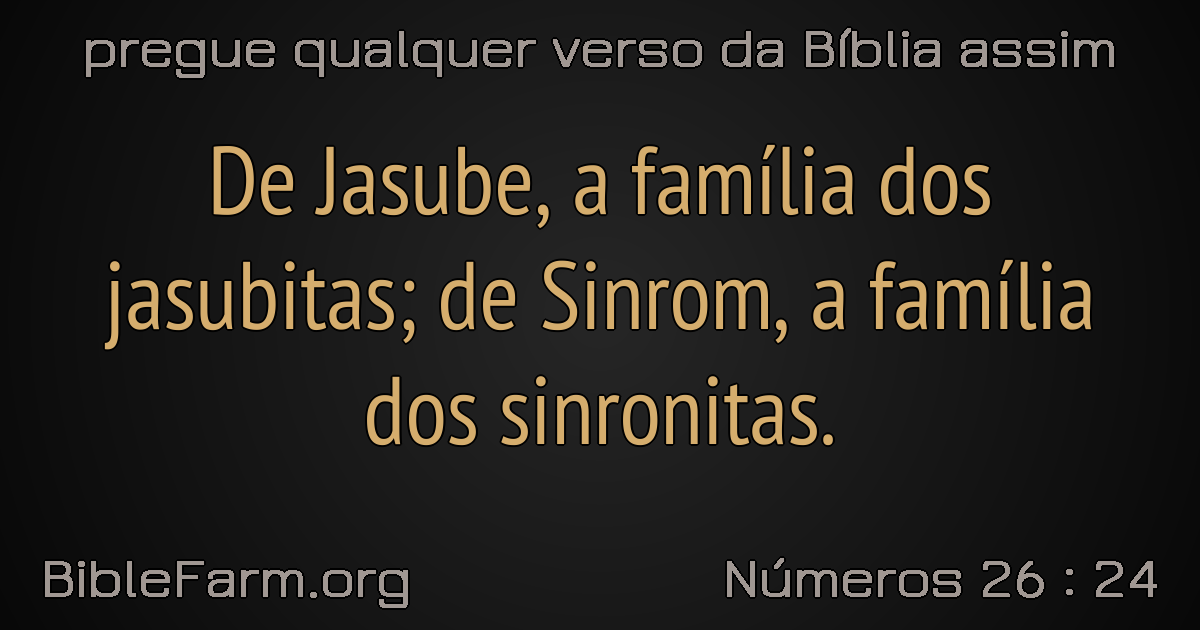 pregue qualquer verso da Bíblia assim
De Jasube, a família dos
jasubitas; de Sinrom, a família
dos sinronitas.
BibleFarm.org
Números 26 : 24